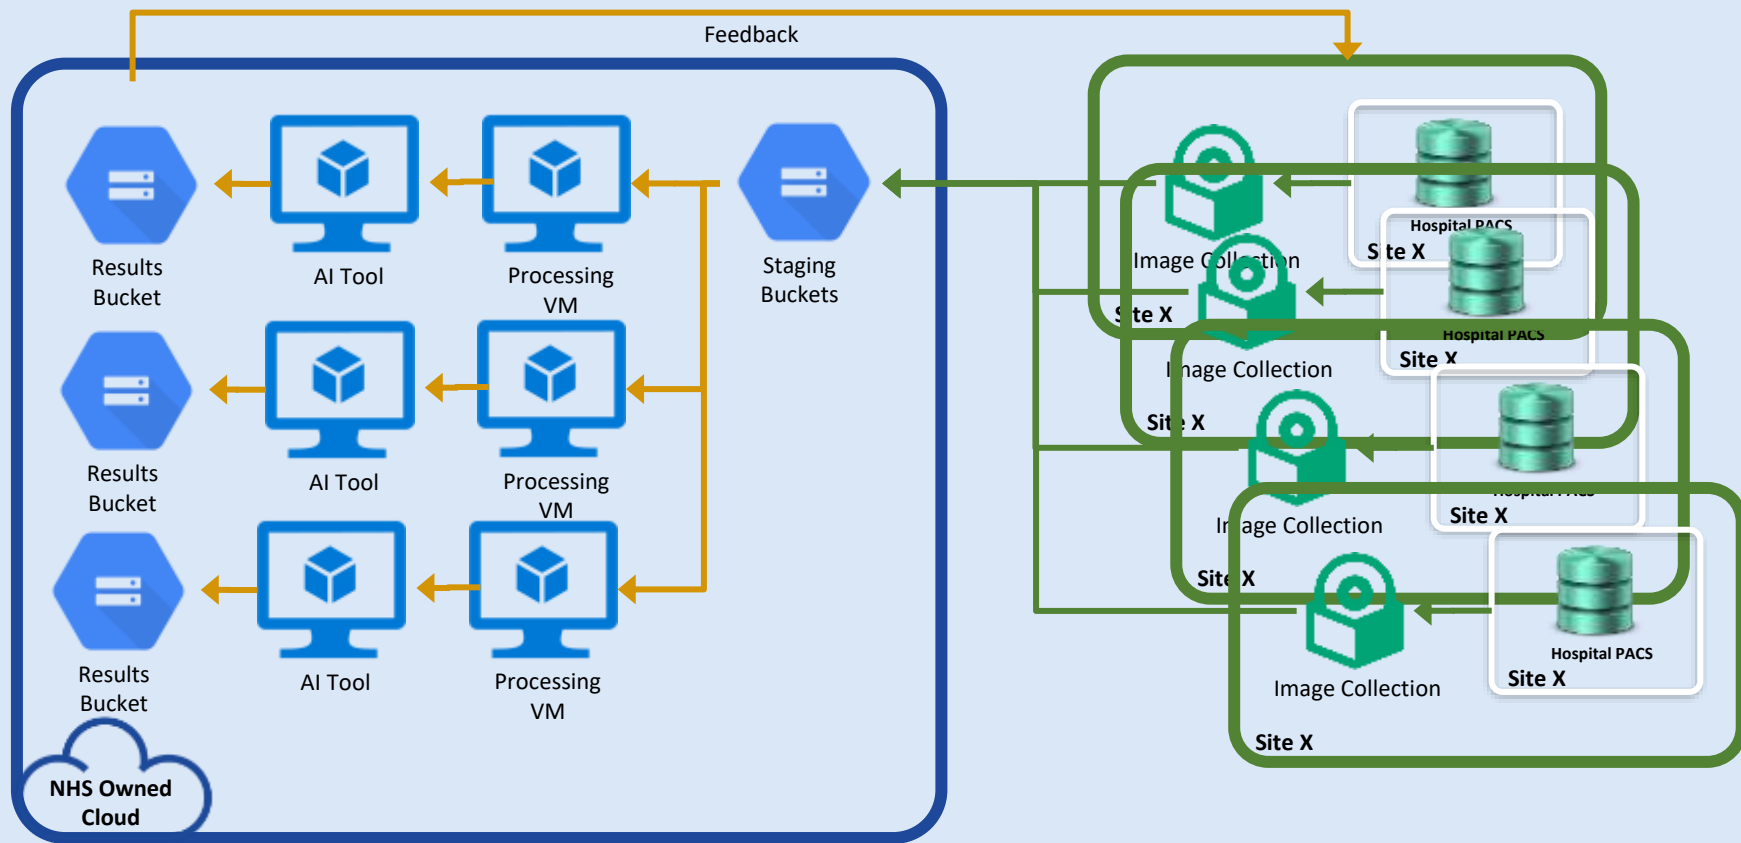 Feedback
Results
Bucket
AI Tool
Processing
VM
Staging
Buckets
Results
Bucket
AI Tool
Processing
VM
Results
Bucket
AI Tool
Processing
VM
NHS Owned
Cloud
Hospital PACS
Site X
Image Collection
Site X
Hospital PACS
Site X
Image Collection
Site X
Hospital PACS
Site X
Image Collection
Site X
Hospital PACS
Site X
Image Collection
Site X